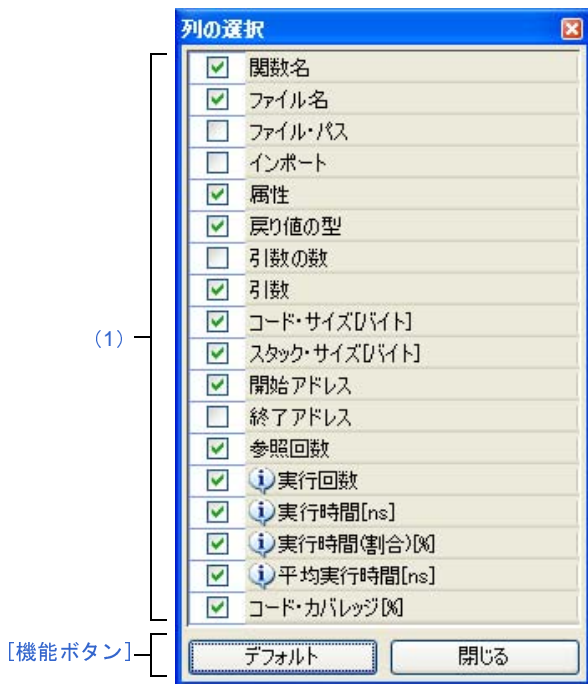 列の選択
関数名
ファイル名
ファイル・パス
インポート
属性
戻り値の型
引数の数
引数
(1)
コード・サイズ[バイト]
スタック・サイズ[バイト]
開始アドレス
終了アドレス
参照回数
実行回数
実行時間[ns]
実行時間(割合)[%]
平均実行時間[ns]
コード・カバレッジ[%]
[機能ボタン]
デフォルト 閉じる